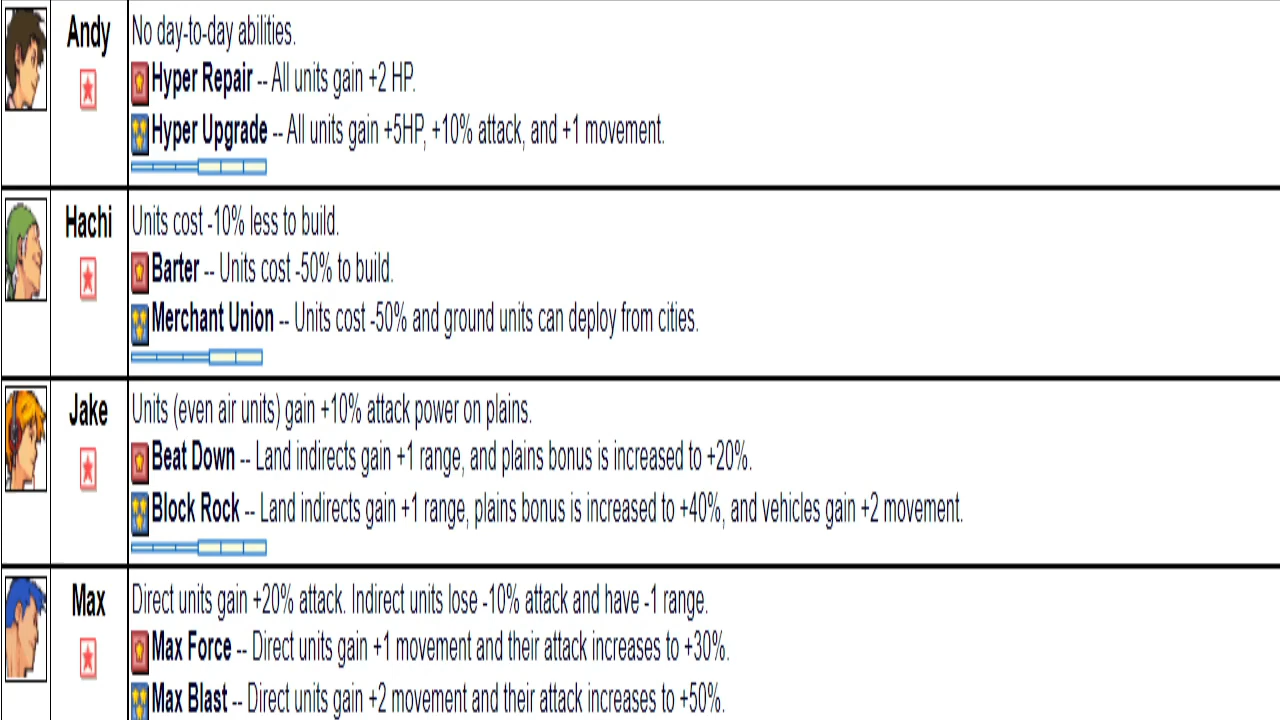 Andy
No day-to-day abilities.
Hyper Repair -- All units gain +2 HP.
Hyper Upgrade -- All units gain +5HP, +10% attack, and +1 movement.
Hachi
Units cost -10% less to build.
Barter -- Units cost -50% to build.
Merchant Union -- Units cost -50% and ground units can deploy from cities.
Jake
Units (even air units) gain +10% attack power on plains.
Beat Down -- Land indirects gain +1 range, and plains bonus is increased to +20%.
Block Rock -- Land indirects gain +1 range, plains bonus is increased to +40%, and vehicles gain +2 movement.
Max
Direct units gain +20% attack. Indirect units lose -10% attack and have -1 range.
Max Force -- Direct units gain +1 movement and their attack increases to +30%.
Max Blast -- Direct units gain +2 movement and their attack increases to +50%.